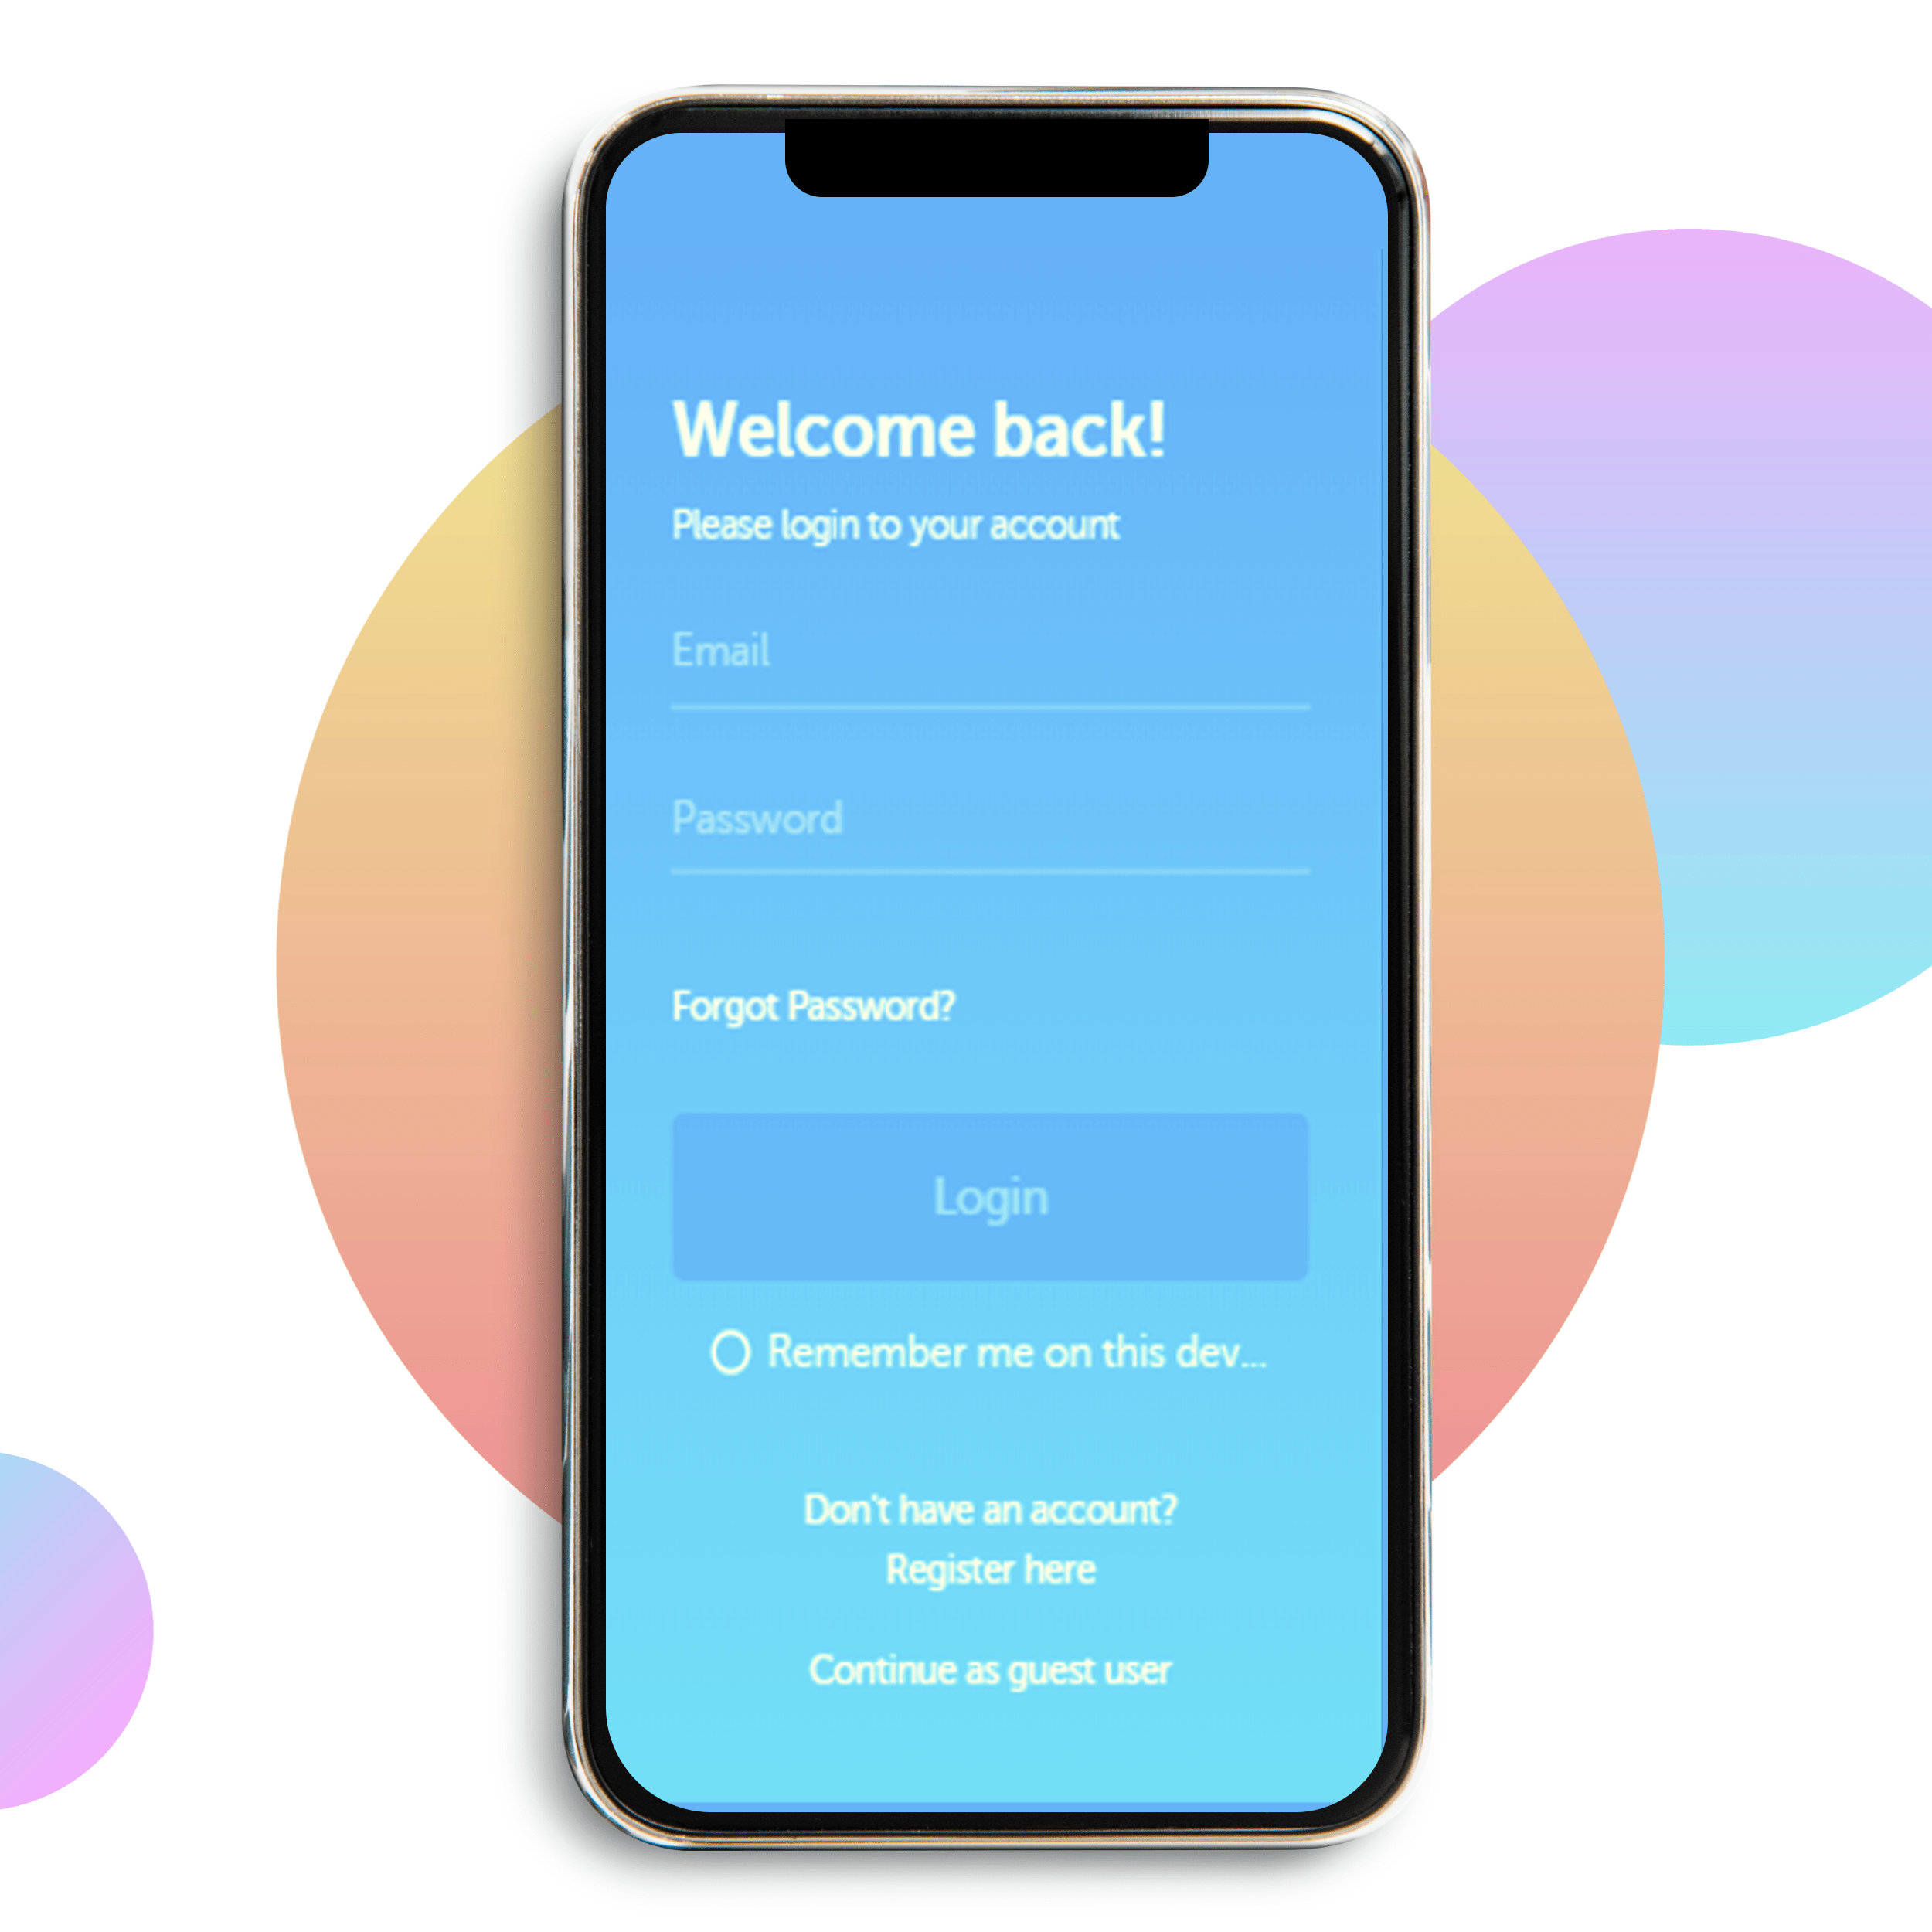 Welcome back!
Please login to your account
Email
Password
Forgot Password?
Login
Remember me on this dev...
Don't have an account?
Register here
Continue as guest user